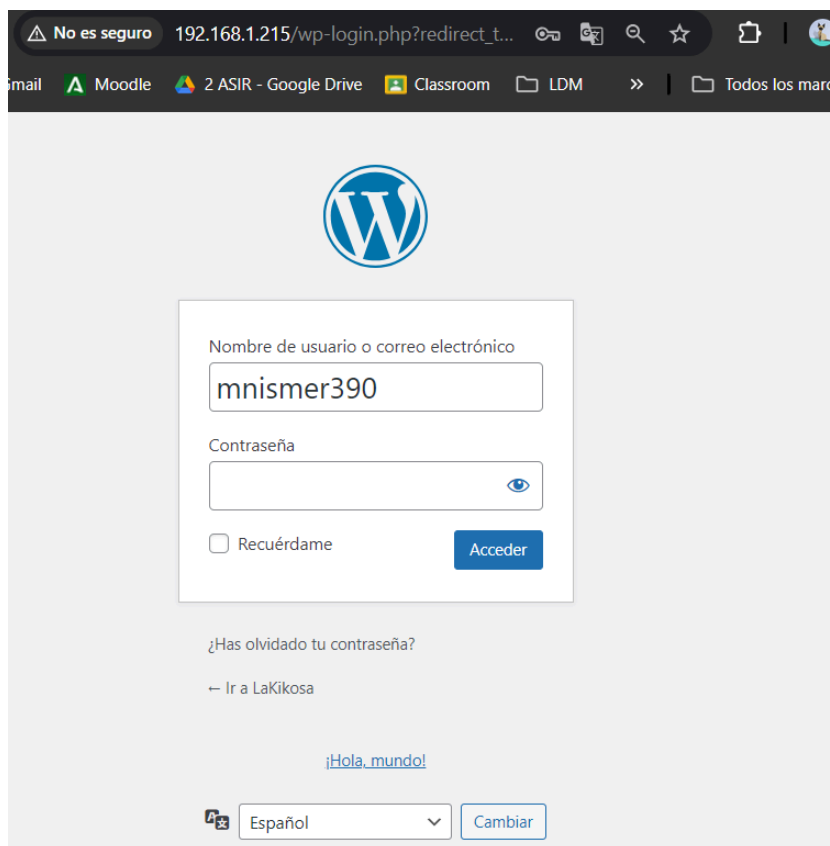 No es seguro 192.168.1.215/wp-login.php?redirect_t...
Moodle 2 ASIR - Google Drive Classroom LDM » Todos los marc
Nombre de usuario o correo electrónico
mnismer390
Contraseña
Recuérdame Acceder
¿Has olvidado tu contraseña?
← Ir a LaKikosa
¡Hola, mundo!
Español Cambiar